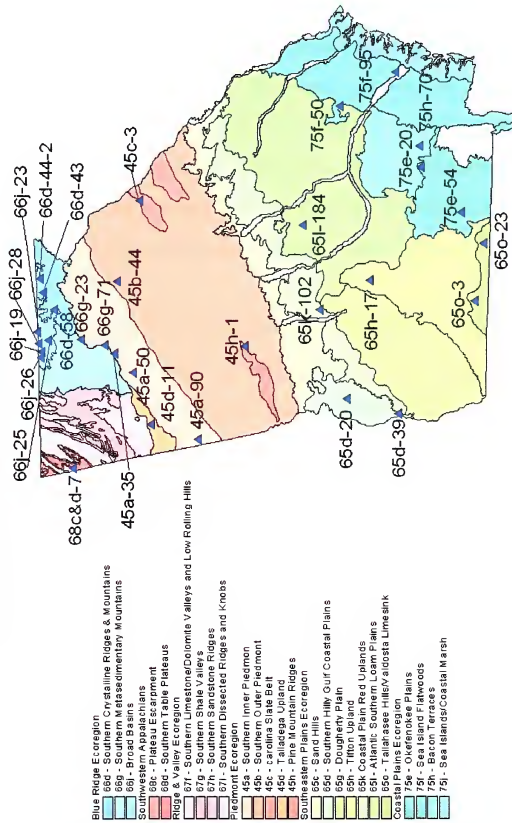 Blue Ridge Ecoregion
66d - Southern Crystalline Ridges & Mountains
66g - Southern Metasedimentary Mountains
66j - Broad Basins
Southwestern Appalachians
68c - Plateau Escarpment
68d - Southern Table Plateaus
Ridge & Valley Ecoregion
67f - Southern Limestone/Dolomite Valleys and Low Rolling Hills
67g - Southern Shale Valleys
67h - Southern Sandstone Ridges
67i - Southern Dissected Ridges and Knobs
Piedmont Ecoregion
45a - Southern Inner Piedmont
45b - Southern Outer Piedmont
45c - carolina Slate Belt
45d - Talladega Upland
45h - Pine Mountain Ridges
Southeastern Plains Ecoregion
65c - Sand Hills
65d - Southern Hilly Gulf Coastal Plains
65g - Dougherty Plain
65h - Tifton Upland
65k Coastal Plain Red Uplands
65l - Atlantic Southern Loem Plains
65o - Tallahasee Hills/Valdosta Limesink
Coastal Plains Ecoregion
75e - Okefenokee Plains
75f - Sea Island Flatwoods
75h - Bacon Terraces
75j - Sea Islands/Coastal Marsh
66j-25
66j-26
66j-19
66j-28
66j-23
66d-44-2
66d-43
66d-58
66g-23
66g-71
68c&d-7
45a-35
45a-50
45d-11
45a-90
45b-44
45c-3
45h-1
65k-102
65l-184
65d-20
65d-39
65h-17
65o-3
65o-23
75f-50
75f-95
75e-20
75h-70
75e-54